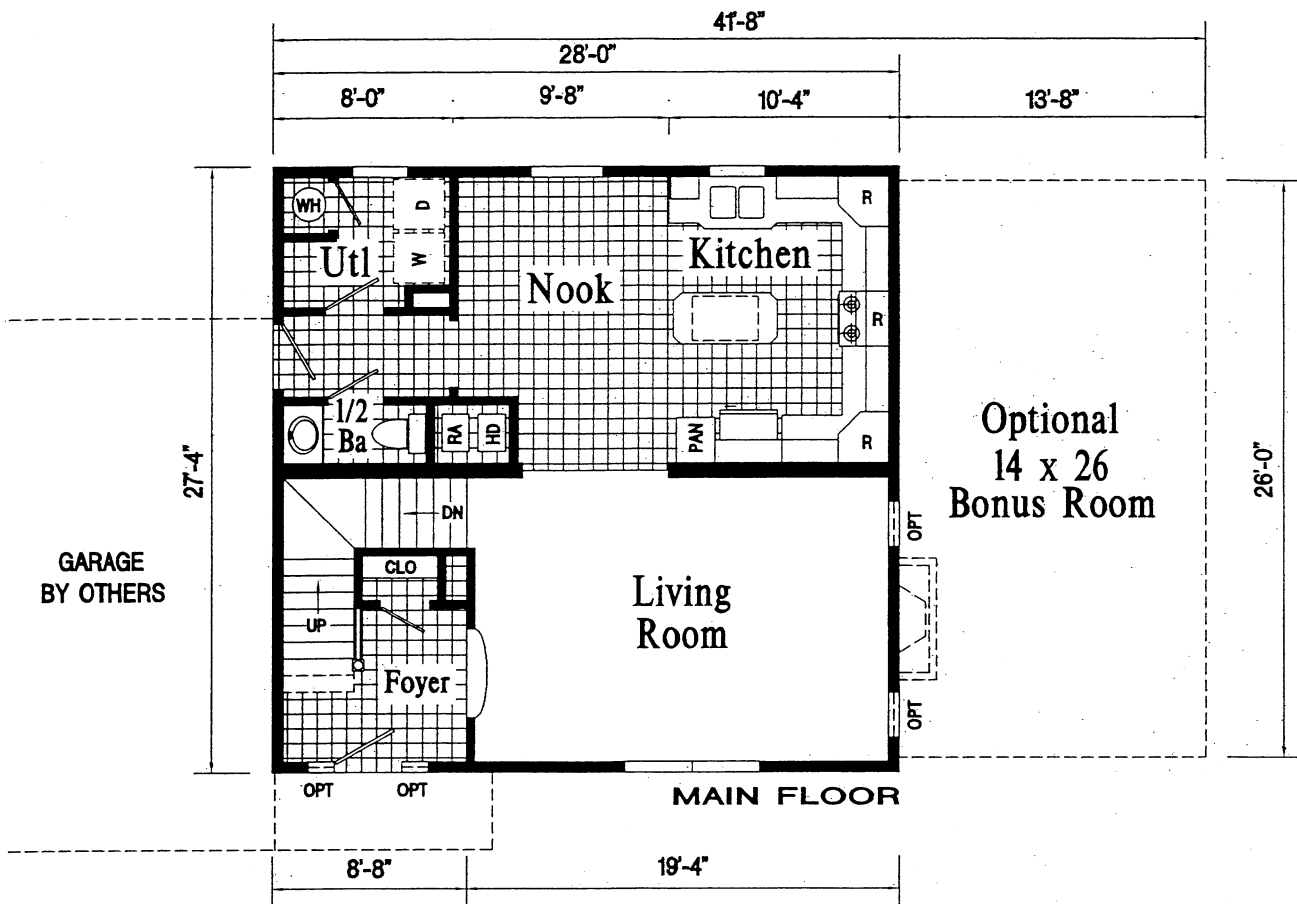 41'-8"
28'-0"
8'-0" 9'-8" 10'-4" 13'-8"
WH D R
W
Utl Kitchen
Nook
R
1/2
Ba
RA HD PAN R
27'-4"
Optional
14 x 26
Bonus Room
26'-0"
DN
OPT
GARAGE
BY OTHERS
CLO
UP
Living
Room
Foyer
OPT
OPT OPT
MAIN FLOOR
8'-8" 19'-4"